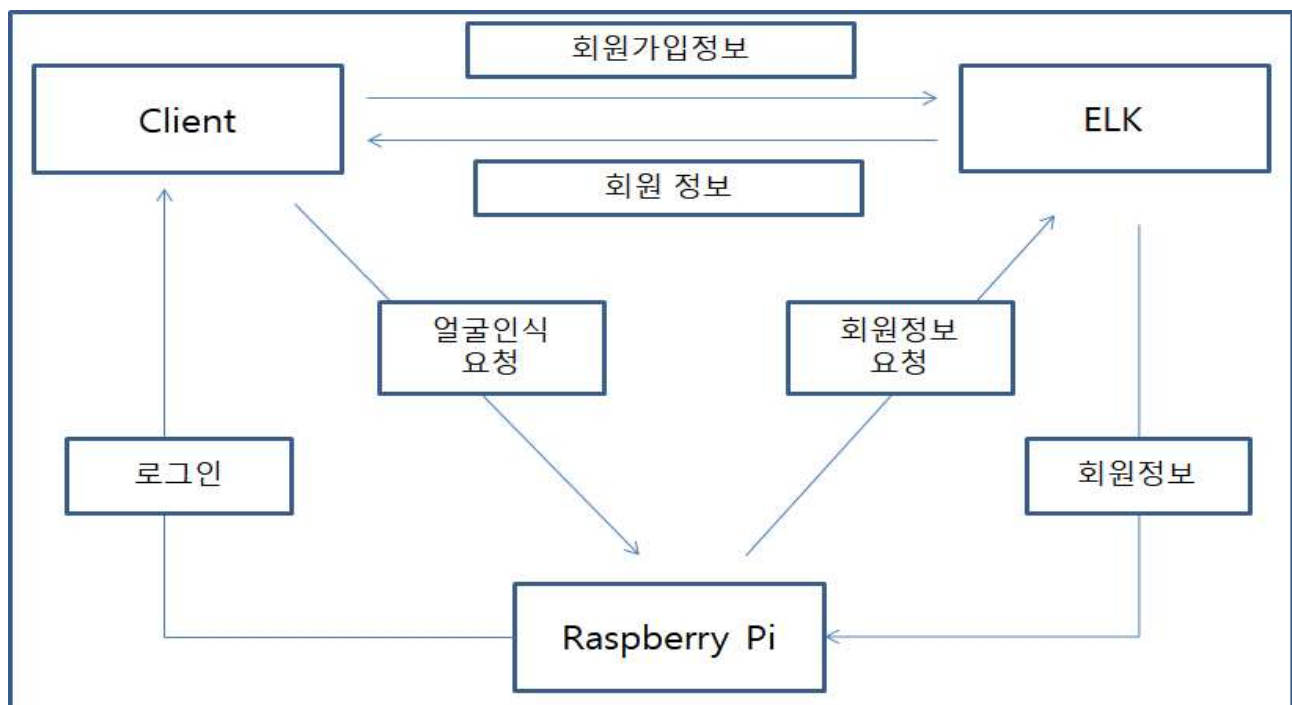 회원가입정보
Client
ELK
회원 정보
얼굴인식
요청
회원정보
요청
로그인
회원정보
Raspberry Pi